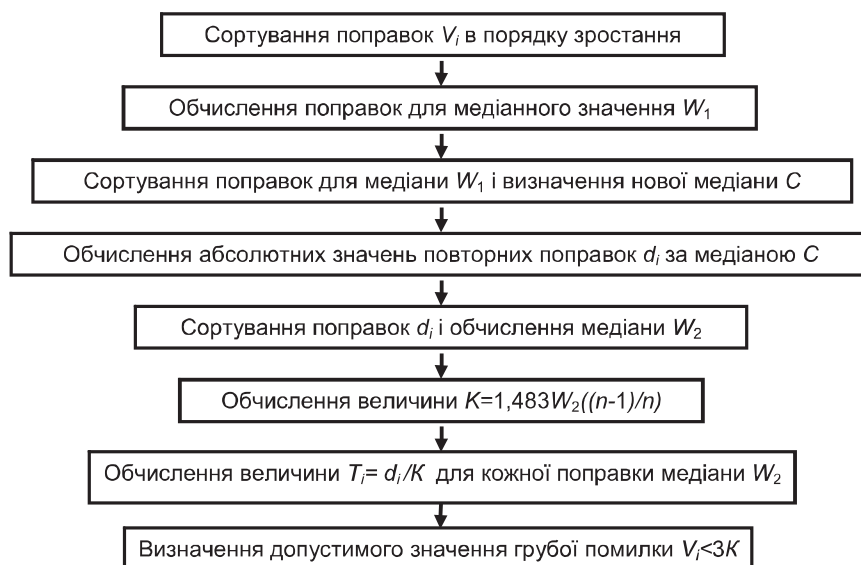 Сортування поправок Vi в порядку зростання
Обчислення поправок для медіанного значення W1
Сортування поправок для медіани W1 і визначення нової медіани C
Обчислення абсолютних значень повторних поправок di за медіаною C
Сортування поправок di і обчислення медіани W2
Обчислення величини K=1,483W2((n-1)/n)
Обчислення величини Ti= di/K для кожної поправки медіани W2
Визначення допустимого значення грубої помилки Vi<3K